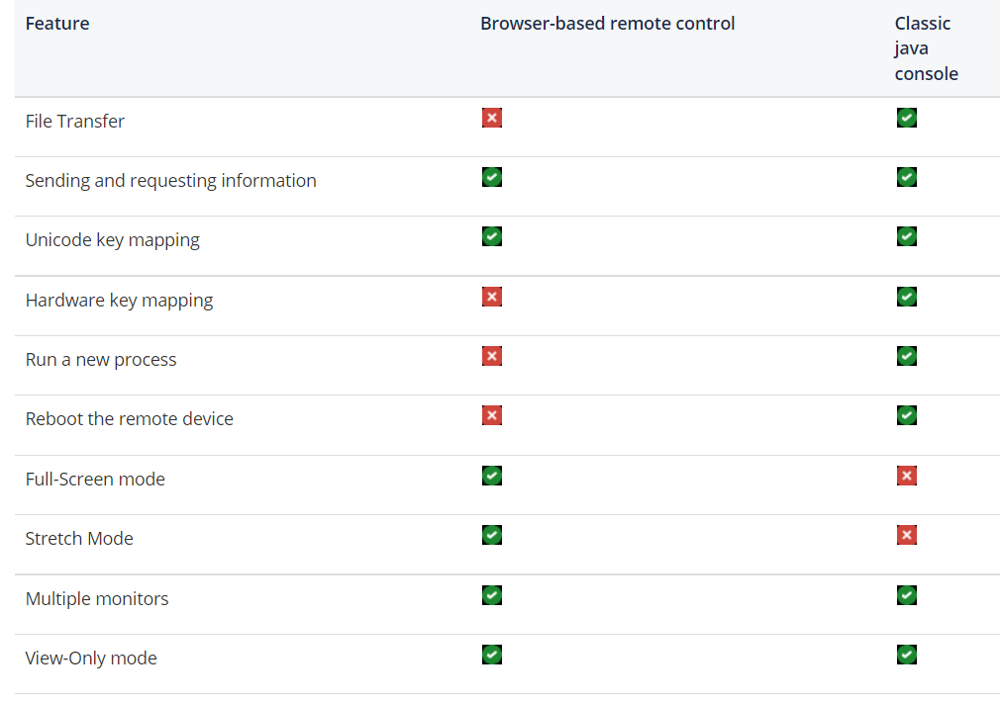 Feature Browser-based remote control Classic
java
console
File Transfer
Sending and requesting information
Unicode key mapping
Hardware key mapping
Run a new process
Reboot the remote device
Full-Screen mode
Stretch Mode
Multiple monitors
View-Only mode